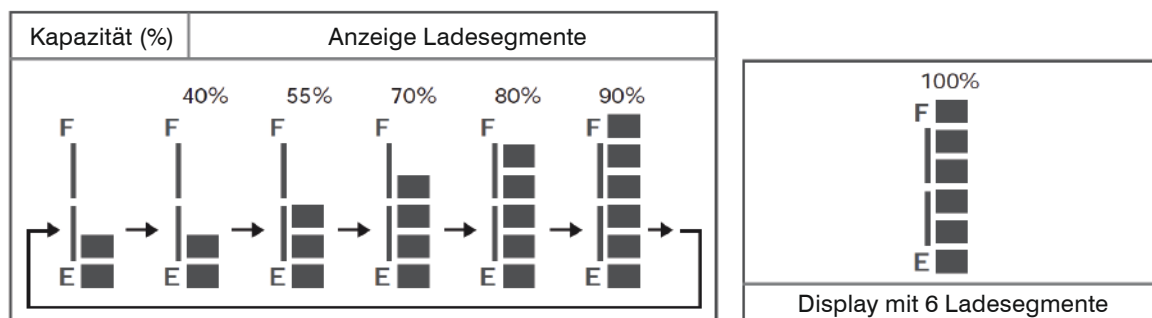 Kapazität (%) Anzeige Ladesegmente
40% 55% 70% 80% 90%
F F F F F F
E E E E E E
100%
F
E
Display mit 6 Ladesegmente